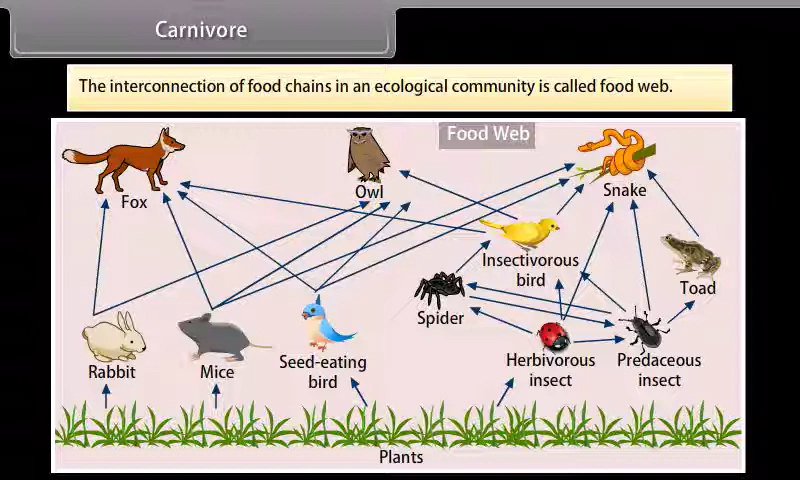 Carnivore
The interconnection of food chains in an ecological community is called food web.
Food Web
Fox
Owl
Snake
Insectivorous
bird
Toad
Spider
Rabbit
Mice
Seed-eating
bird
Herbivorous
insect
Predaceous
insect
Plants